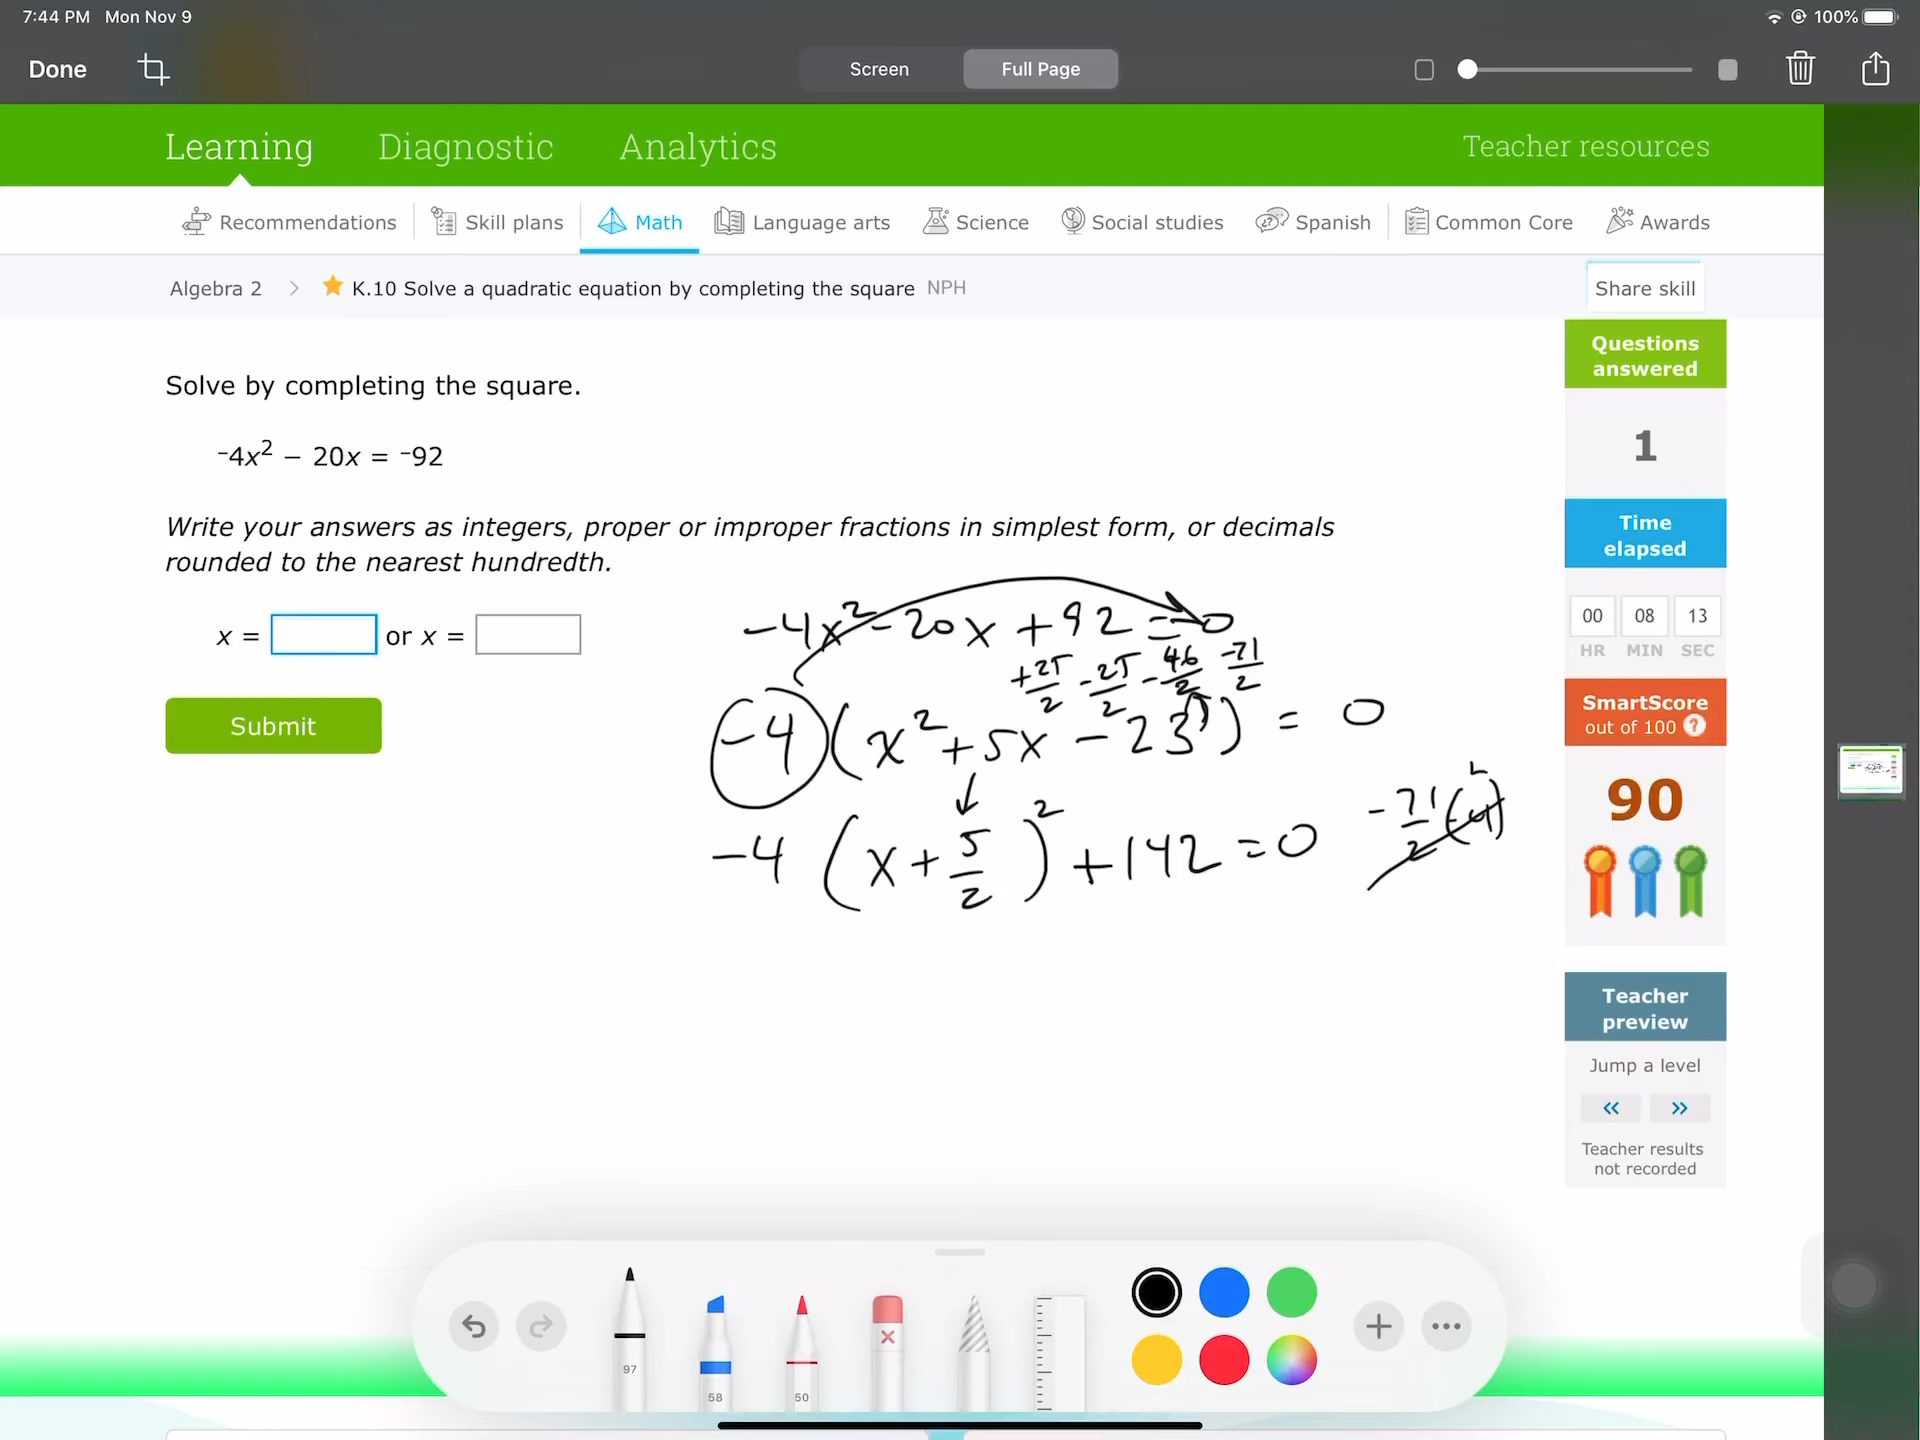 7:44 PM Mon Nov 9
100%
Done
Screen
Full Page
Learning
Diagnostic
Analytics
Teacher resources
Recommendations
Skill plans
Math
Language arts
Science
Social studies
Spanish
Common Core
Awards
Algebra 2 > K.10 Solve a quadratic equation by completing the square NPH
Share skill
Questions answered
1
Time elapsed
00 08 13
HR MIN SEC
SmartScore
out of 100 ?
90
Solve by completing the square.
⁻4x² − 20x = ⁻92
Write your answers as integers, proper or improper fractions in simplest form, or decimals
rounded to the nearest hundredth.
x = or x =
Submit
-4x² - 20x + 92 = 0
+25/2 -25/2 -46/2 -71/2
-4(x² + 5x - 23) = 0
-4(x + 5/2)² + 142 = 0
-71/2
Teacher preview
Jump a level
« »
Teacher results
not recorded
97
58
50